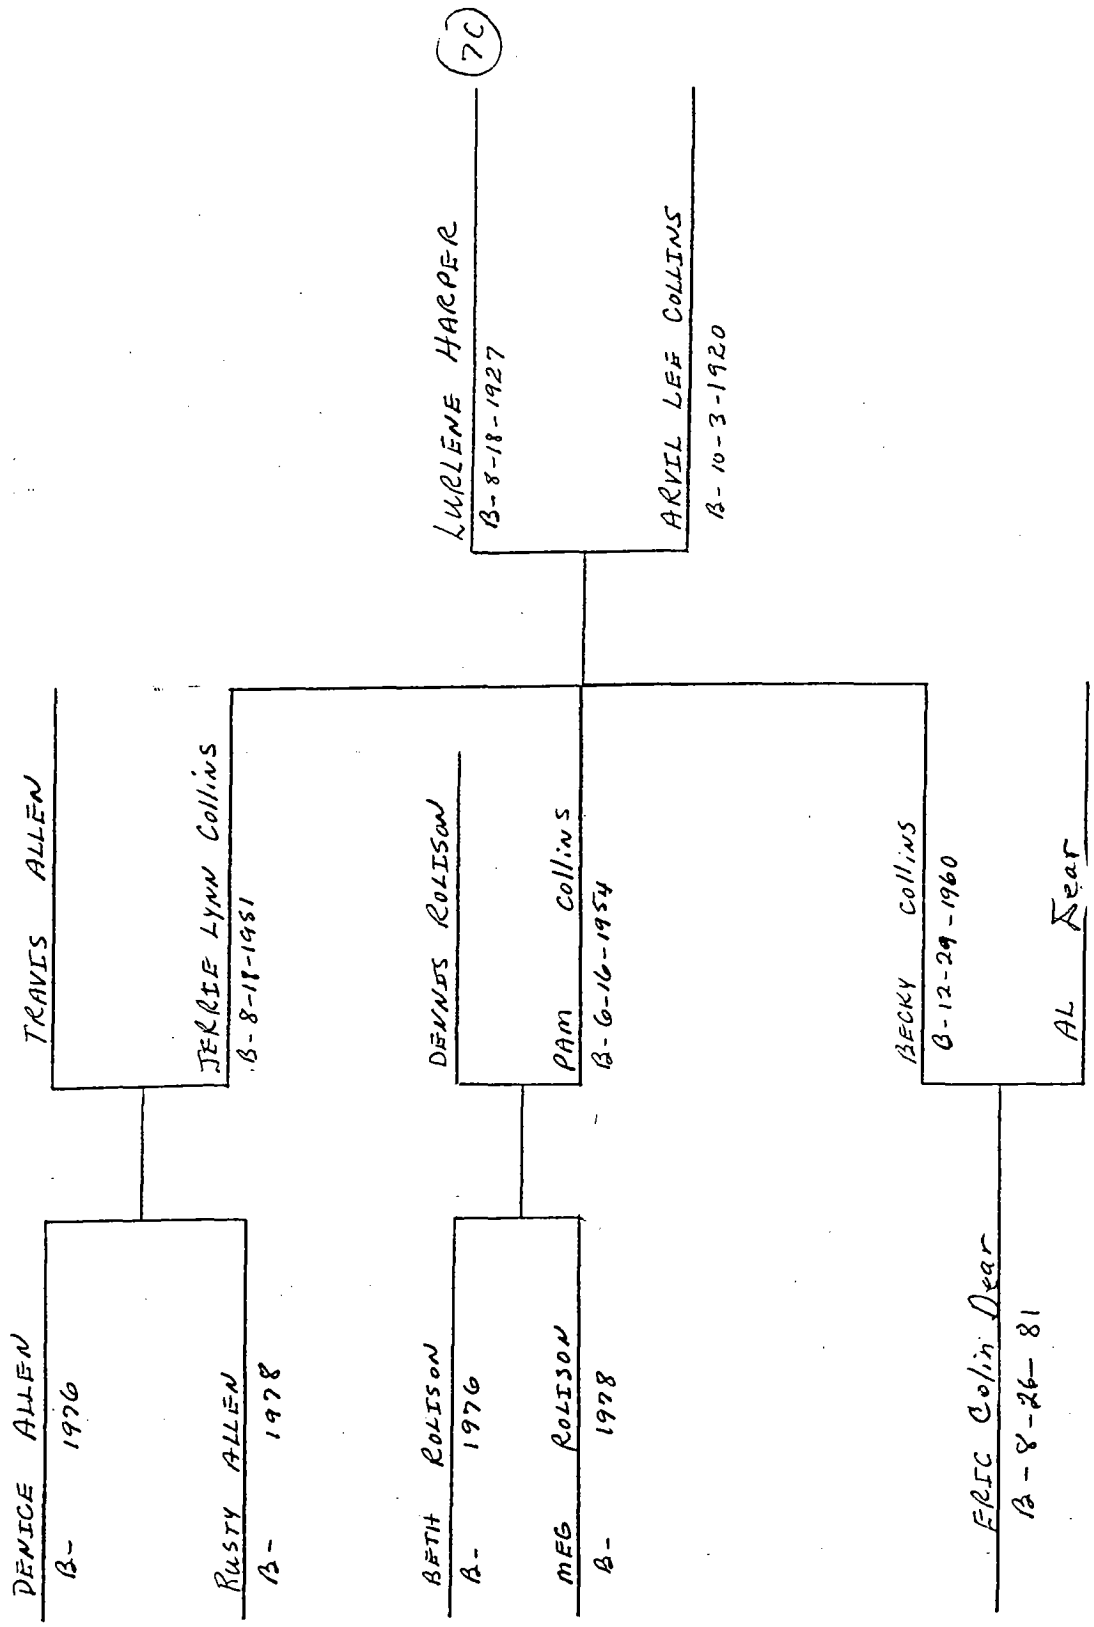 DENICE ALLEN
B- 1976
RUSTY ALLEN
B- 1978
BETH ROLISON
B- 1976
MEG ROLISON
B- 1978
ERIC Colin Dear
B-8-26-81
TRAVIS ALLEN
JERRIE LYNN Collins
B-8-18-1951
DENNIS ROLISON
PAM Collins
B-6-16-1954
BECKY Collins
B-12-29-1960
AL Dear
LURLENE HARPER
B-8-18-1927
ARVIL LEE COLLINS
B-10-3-1920
7C